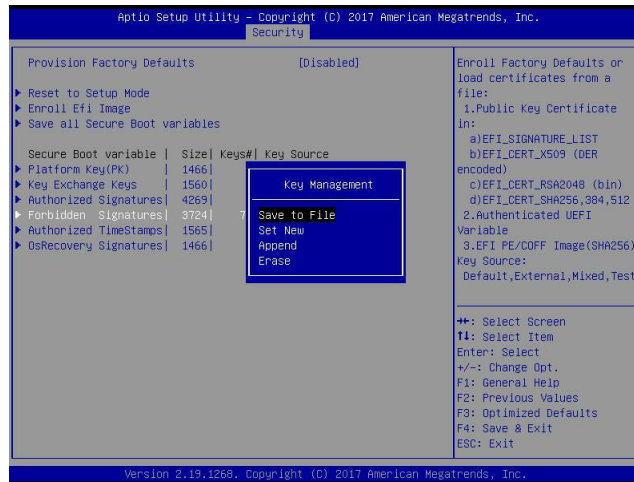 Aptio Setup Utility – Copyright (C) 2017 American Megatrends, Inc.
Security
Provision Factory Defaults [Disabled]
Reset to Setup Mode
Enroll Efi Image
Save all Secure Boot variables
Secure Boot variable | Size| Keys#| Key Source
Platform Key(PK) | 1466|
Key Exchange Keys | 1560|
Authorized Signatures| 4269|
Forbidden Signatures| 3724| 7
Authorized TimeStamps| 1565|
OsRecovery Signatures| 1466|
Key Management
Save to File
Set New
Append
Erase
Enroll Factory Defaults or
load certificates from a
file:
1.Public Key Certificate
in:
a)EFI_SIGNATURE_LIST
b)EFI_CERT_X509 (DER
encoded)
c)EFI_CERT_RSA2048 (bin)
d)EFI_CERT_SHA256,384,512
2.Authenticated UEFI
Variable
3.EFI PE/COFF Image(SHA256)
Key Source:
Default,External,Mixed,Test
→←: Select Screen
↑↓: Select Item
Enter: Select
+/-: Change Opt.
F1: General Help
F2: Previous Values
F3: Optimized Defaults
F4: Save & Exit
ESC: Exit
Version 2.19.1268. Copyright (C) 2017 American Megatrends, Inc.